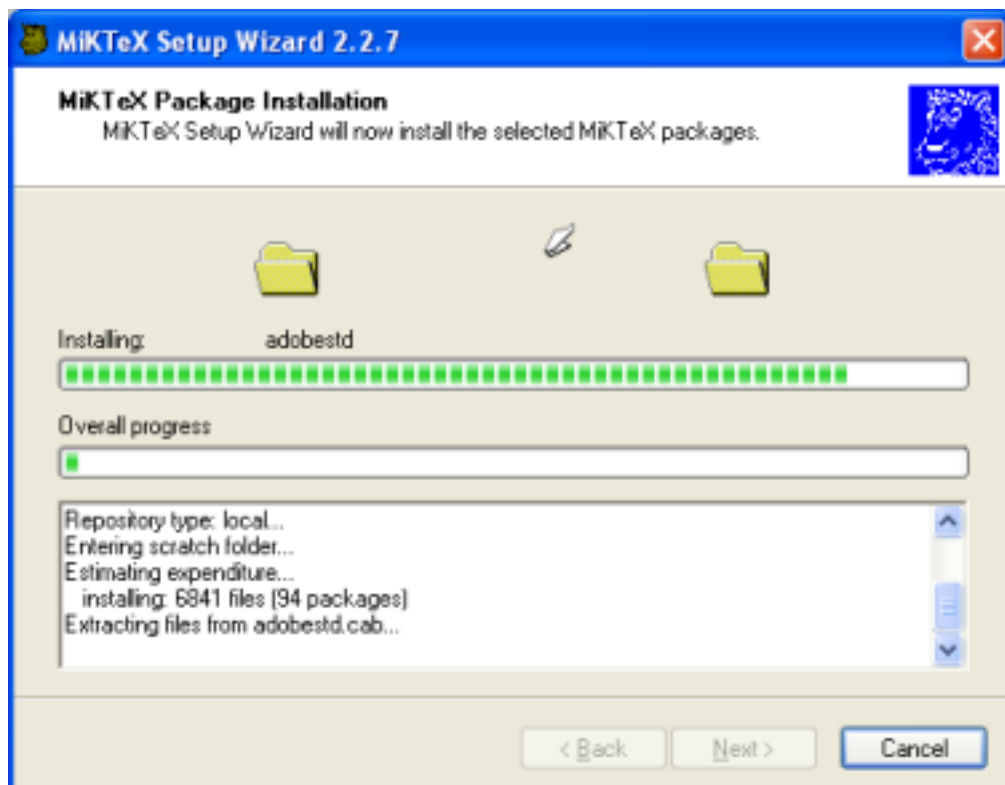 MiKTeX Setup Wizard 2.2.7
MiKTeX Package Installation
MiKTeX Setup Wizard will now install the selected MiKTeX packages.
Installing: adobestd
Overall progress
Repository type: local...
Entering scratch folder...
Estimating expenditure...
installing: 6841 files (94 packages)
Extracting files from adobestd.cab...
< Back Next > Cancel